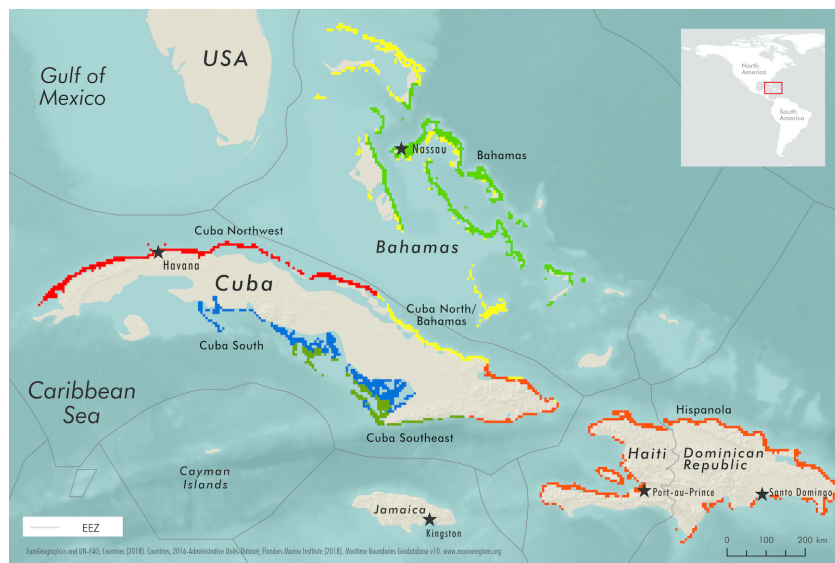 USA
Gulf of
Mexico
North
America
South
America
Nassau
Bahamas
Cuba Northwest
Bahamas
Havana
Cuba
Cuba North/
Bahamas
Cuba South
Caribbean
Sea
Hispanola
Cuba Southeast
Haiti
Dominican
Republic
Cayman
Islands
Port-au-Prince
Santo Domingo
Jamaica
Kingston
EEZ
0 100 200 km
EuroGeographics and UN-FAO, Countries (2018). Countries, 2016-Administrative Units-Dataset; Flanders Marine Institute (2018). Maritime Boundaries Geodatabase v10. www.marineregions.org